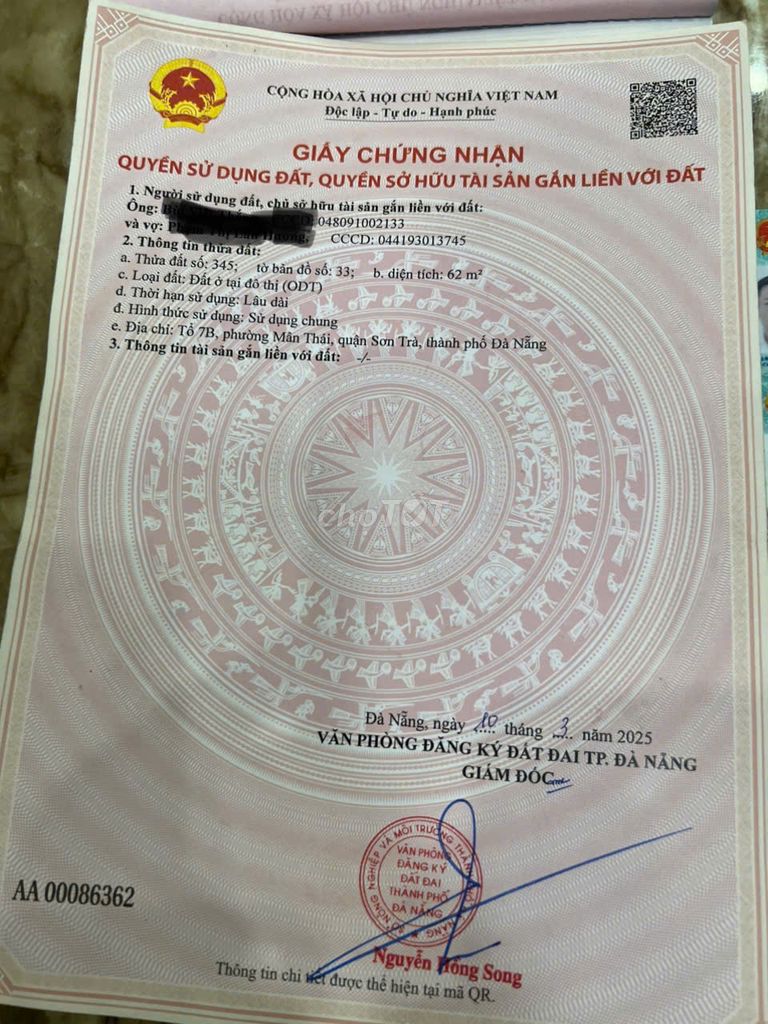 CỘNG HÒA XÃ HỘI CHỦ NGHĨA VIỆT NAM
Độc lập - Tự do - Hạnh phúc
GIẤY CHỨNG NHẬN
QUYỀN SỬ DỤNG ĐẤT, QUYỀN SỞ HỮU TÀI SẢN GẮN LIỀN VỚI ĐẤT
1. Người sử dụng đất, chủ sở hữu tài sản gắn liền với đất:
Ông: CCCD: 048091002133
và vợ: CCCD: 044193013745
2. Thông tin thửa đất:
a. Thửa đất số: 345; tờ bản đồ số: 33; b. diện tích: 62 m²
c. Loại đất: Đất ở tại đô thị (ODT)
d. Thời hạn sử dụng: Lâu dài
đ. Hình thức sử dụng: Sử dụng chung
e. Địa chỉ: Tổ 7B, phường Mân Thái, quận Sơn Trà, thành phố Đà Nẵng
3. Thông tin tài sản gắn liền với đất: -/-
choTỐT
Đà Nẵng, ngày 10 tháng 3 năm 2025
VĂN PHÒNG ĐĂNG KÝ ĐẤT ĐAI TP. ĐÀ NẴNG
GIÁM ĐỐC
VĂN PHÒNG
ĐĂNG KÝ
ĐẤT ĐAI
THÀNH PHỐ
ĐÀ NẴNG
AA 00086362
Nguyễn Hồng Song
Thông tin chi tiết được thể hiện tại mã QR.